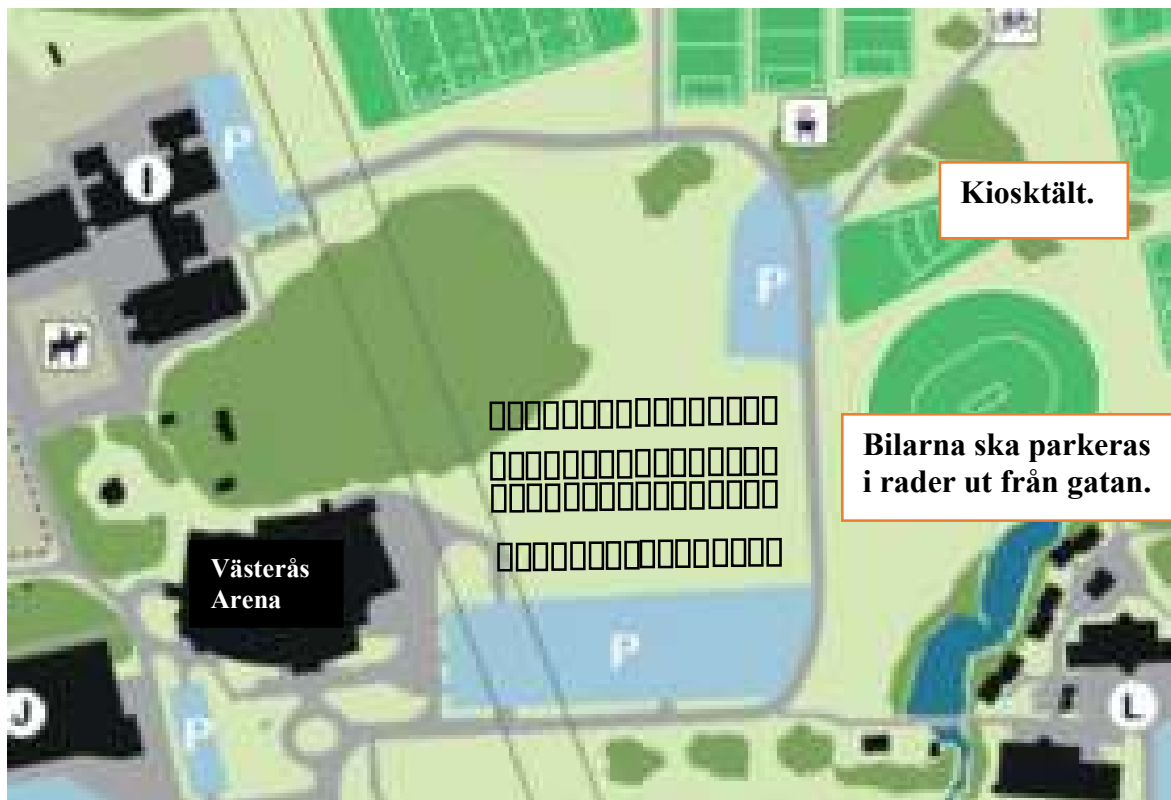 P
I
Kiosktält.
P
Bilarna ska parkeras
i rader ut från gatan.
Västerås
Arena
P
J
P
L